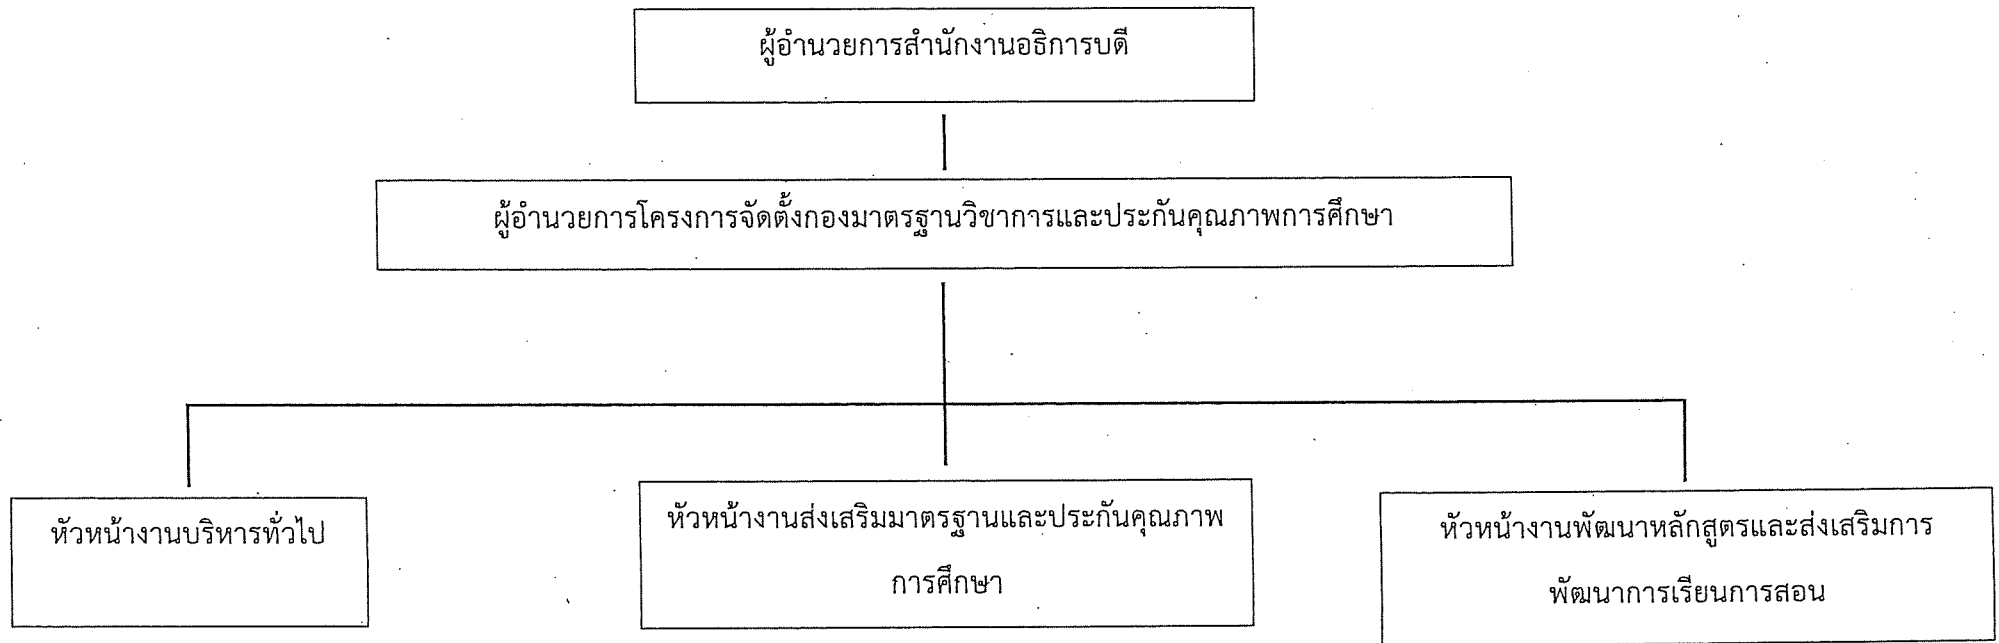 ผู้อำนวยการสำนักงานอธิการบดี
ผู้อำนวยการโครงการจัดตั้งกองมาตรฐานวิชาการและประกันคุณภาพการศึกษา
หัวหน้างานบริหารทั่วไป
หัวหน้างานส่งเสริมมาตรฐานและประกันคุณภาพ
การศึกษา
หัวหน้างานพัฒนาหลักสูตรและส่งเสริมการ
พัฒนาการเรียนการสอน